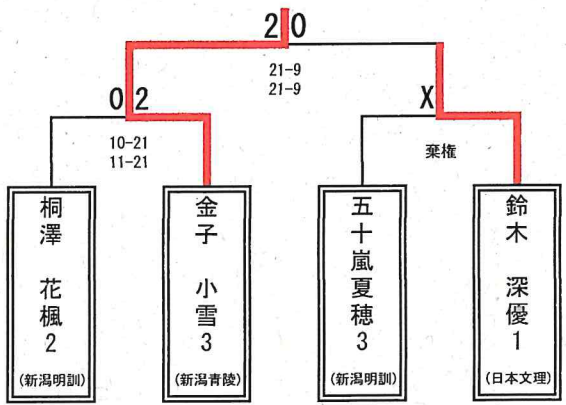 2 0
21-9
21-9
0 2
10-21
11-21
X
棄権
桐澤 花楓 2
(新潟明訓)
金子 小雪 3
(新潟青陵)
五十嵐夏穂 3
(新潟明訓)
鈴木 深優 1
(日本文理)